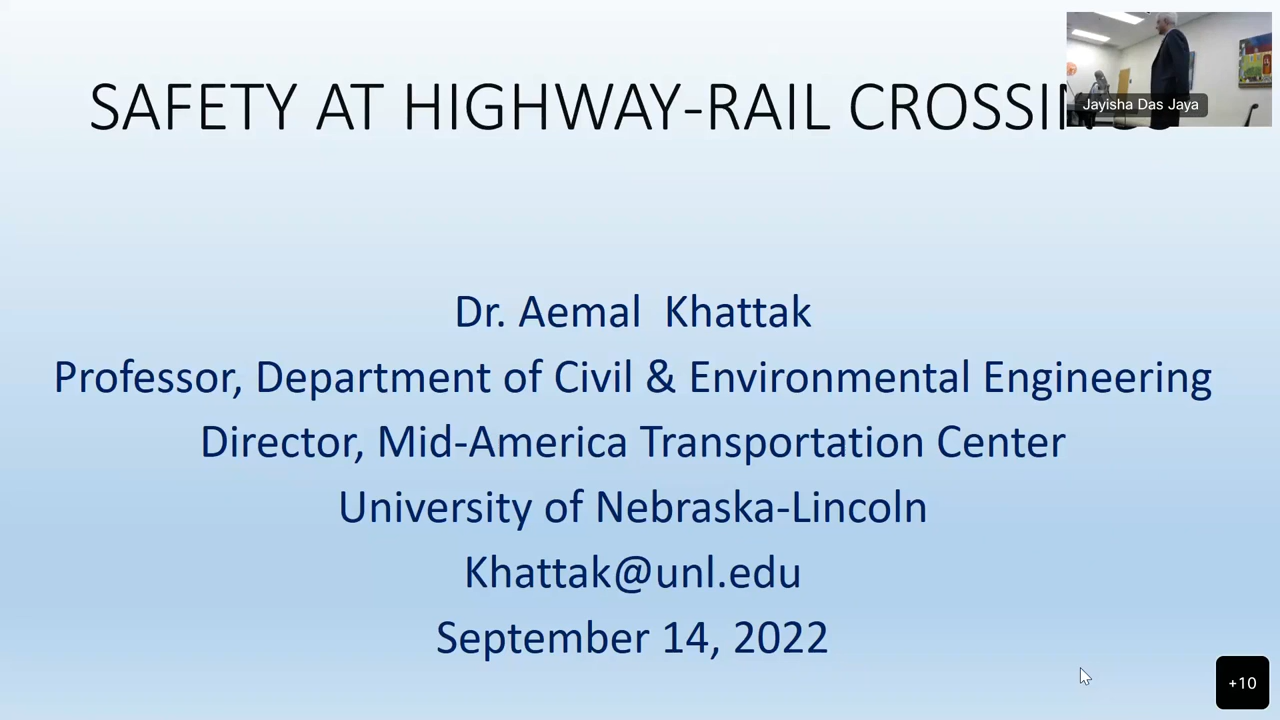 SAFETY AT HIGHWAY-RAIL
Jayisha Das Jaya
Dr. Aemal Khattak
Professor, Department of Civil & Environmental Engineering
Director, Mid-America Transportation Center
University of Nebraska-Lincoln
Khattak@unl.edu
September 14, 2022
+10